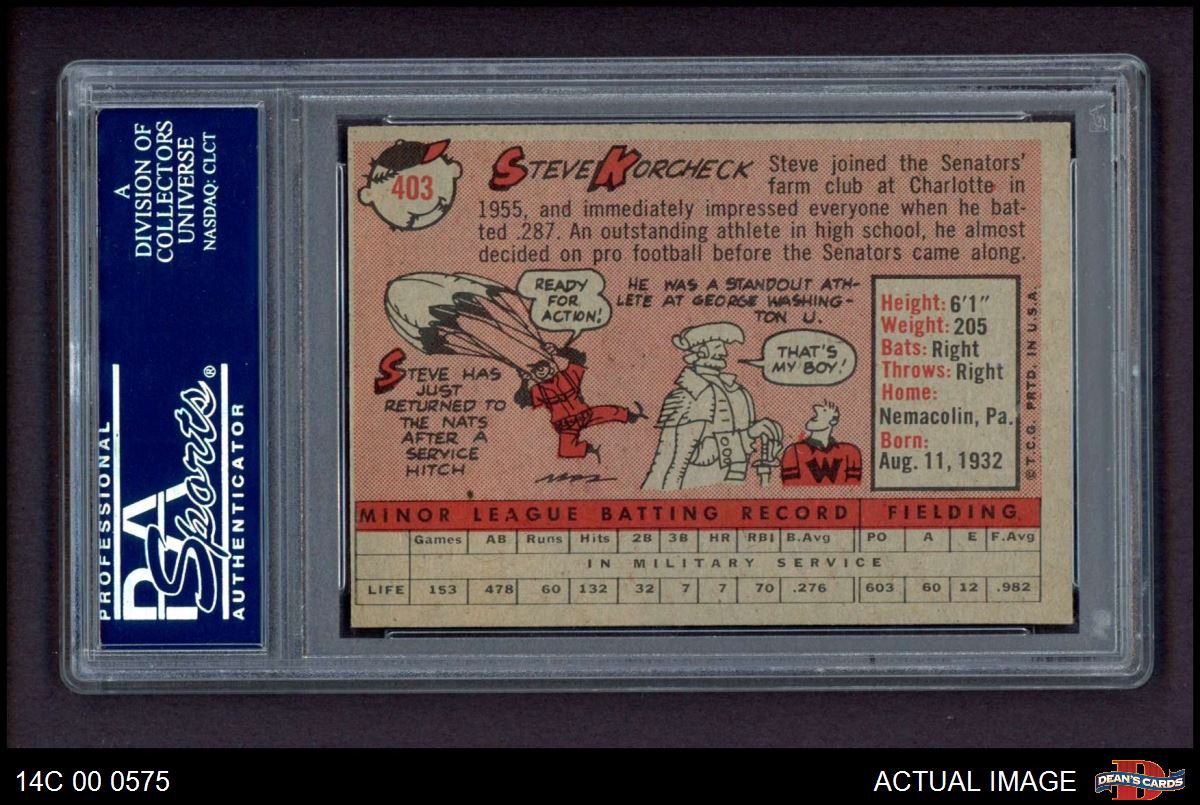 A
DIVISION OF
COLLECTORS
UNIVERSE
NASDAQ: CLCT
PROFESSIONAL
PSA
Sports®
AUTHENTICATOR
403
STEVE KORCHECK
Steve joined the Senators'
farm club at Charlotte in
1955, and immediately impressed everyone when he bat-
ted .287. An outstanding athlete in high school, he almost
decided on pro football before the Senators came along.
READY
FOR
ACTION!
STEVE HAS
JUST
RETURNED TO
THE NATS
AFTER A
SERVICE
HITCH
HE WAS A STANDOUT ATH-
LETE AT GEORGE WASHING-
TON U.
THAT'S
MY BOY!
W
Height: 6'1"
Weight: 205
Bats: Right
Throws: Right
Home:
Nemacolin, Pa.
Born:
Aug. 11, 1932
© T.C.G. PRTD. IN U.S.A.
MINOR LEAGUE BATTING RECORD FIELDING
Games AB Runs Hits 2B 3B HR RBI B.Avg PO A E F.Avg
IN MILITARY SERVICE
LIFE 153 478 60 132 32 7 7 70 .276 603 60 12 .982
14C 00 0575
ACTUAL IMAGE
D
DEAN'S CARDS